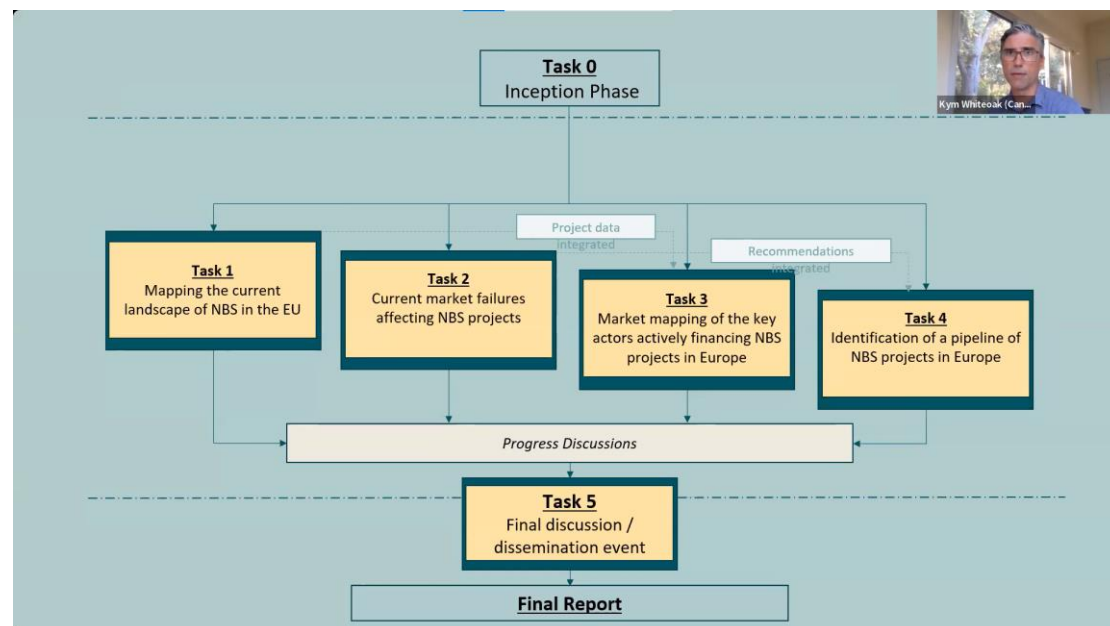 Task 0
Inception Phase
Kym Whiteoak (Can...
Project data
integrated
Recommendations
integrated
Task 1
Mapping the current
landscape of NBS in the EU
Task 2
Current market failures
affecting NBS projects
Task 3
Market mapping of the key
actors actively financing NBS
projects in Europe
Task 4
Identification of a pipeline of
NBS projects in Europe
Progress Discussions
Task 5
Final discussion /
dissemination event
Final Report